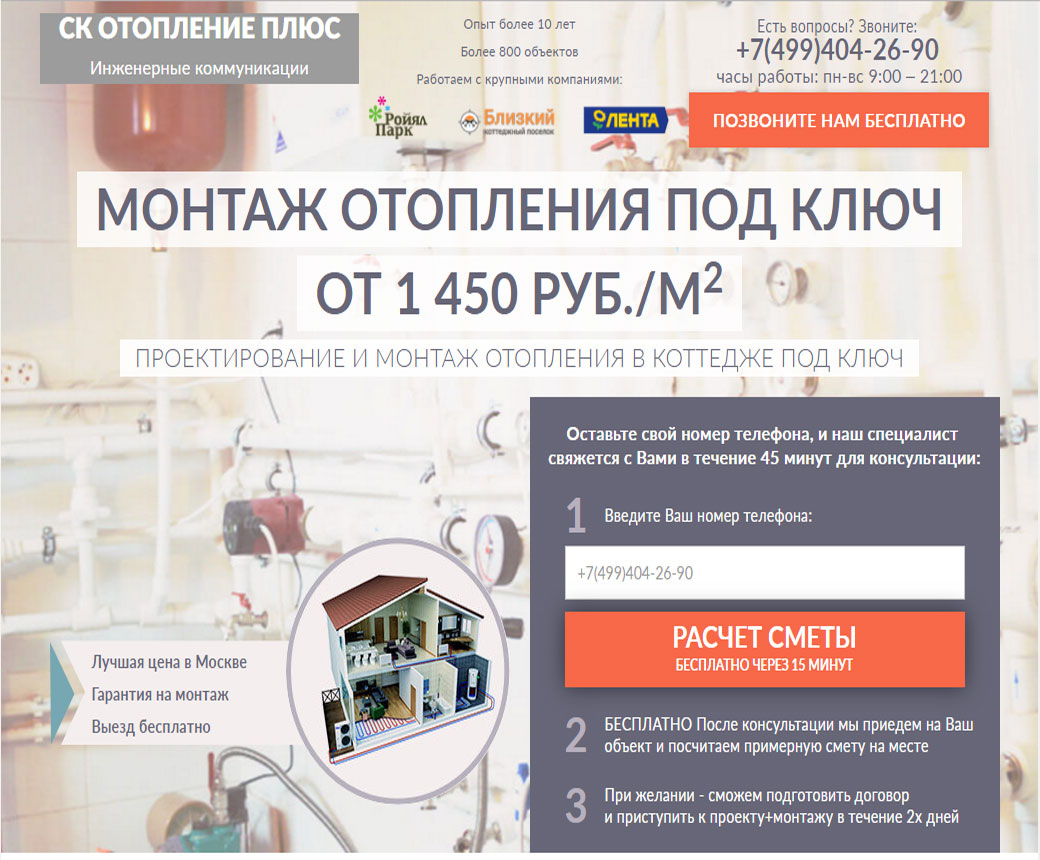 СК ОТОПЛЕНИЕ ПЛЮС
Инженерные коммуникации
Опыт более 10 лет
Более 800 объектов
Работаем с крупными компаниями:
Ройял
Парк
Близкий
коттеджный поселок
ЛЕНТА
Есть вопросы? Звоните:
+7(499)404-26-90
часы работы: пн-вс 9:00 – 21:00
ПОЗВОНИТЕ НАМ БЕСПЛАТНО
МОНТАЖ ОТОПЛЕНИЯ ПОД КЛЮЧ
ОТ 1 450 РУБ./М²
ПРОЕКТИРОВАНИЕ И МОНТАЖ ОТОПЛЕНИЯ В КОТТЕДЖЕ ПОД КЛЮЧ
Лучшая цена в Москве
Гарантия на монтаж
Выезд бесплатно
Оставьте свой номер телефона, и наш специалист
свяжется с Вами в течение 45 минут для консультации:
1 Введите Ваш номер телефона:
+7(499)404-26-90
РАСЧЕТ СМЕТЫ
БЕСПЛАТНО ЧЕРЕЗ 15 МИНУТ
2 БЕСПЛАТНО После консультации мы приедем на Ваш
объект и посчитаем примерную смету на месте
3 При желании - сможем подготовить договор
и приступить к проекту+монтажу в течение 2х дней